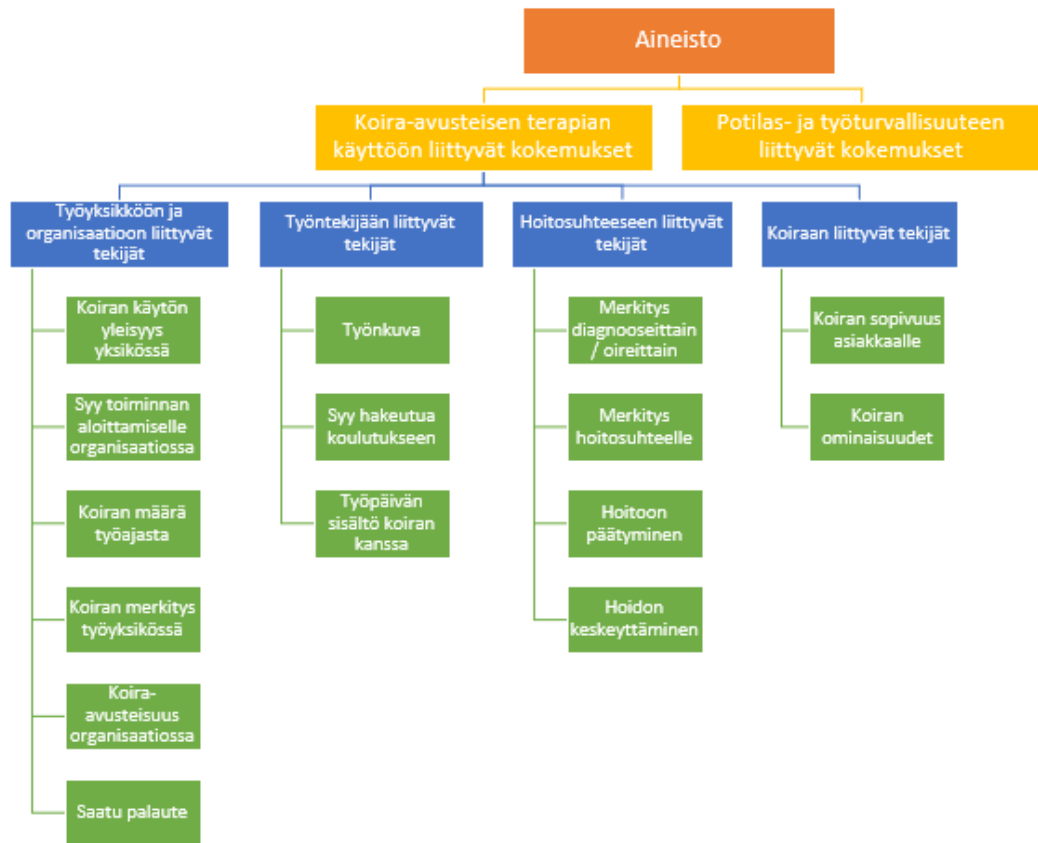 Aineisto
Koira-avusteisen terapian
käyttöön liittyvät kokemukset
Potilas- ja työturvallisuuteen
liittyvät kokemukset
Työyksikköön ja
organisaatioon liittyvät
tekijät
Työntekijään liittyvät
tekijät
Hoitosuhteeseen liittyvät
tekijät
Koiraan liittyvät tekijät
Koiran käytön
yleisyys
yksikössä
Syy toiminnan
aloittamiselle
organisaatiossa
Koiran määrä
työajasta
Koiran merkitys
työyksikössä
Koira-
avusteisuus
organisaatiossa
Saatu palaute
Työnkuva
Syy hakeutua
koulutukseen
Työpäivän
sisältö koiran
kanssa
Merkitys
diagnooseittain
/ oireittain
Merkitys
hoitosuhteelle
Hoitoon
päätyminen
Hoidon
keskeyttäminen
Koiran sopivuus
asiakkaalle
Koiran
ominaisuudet